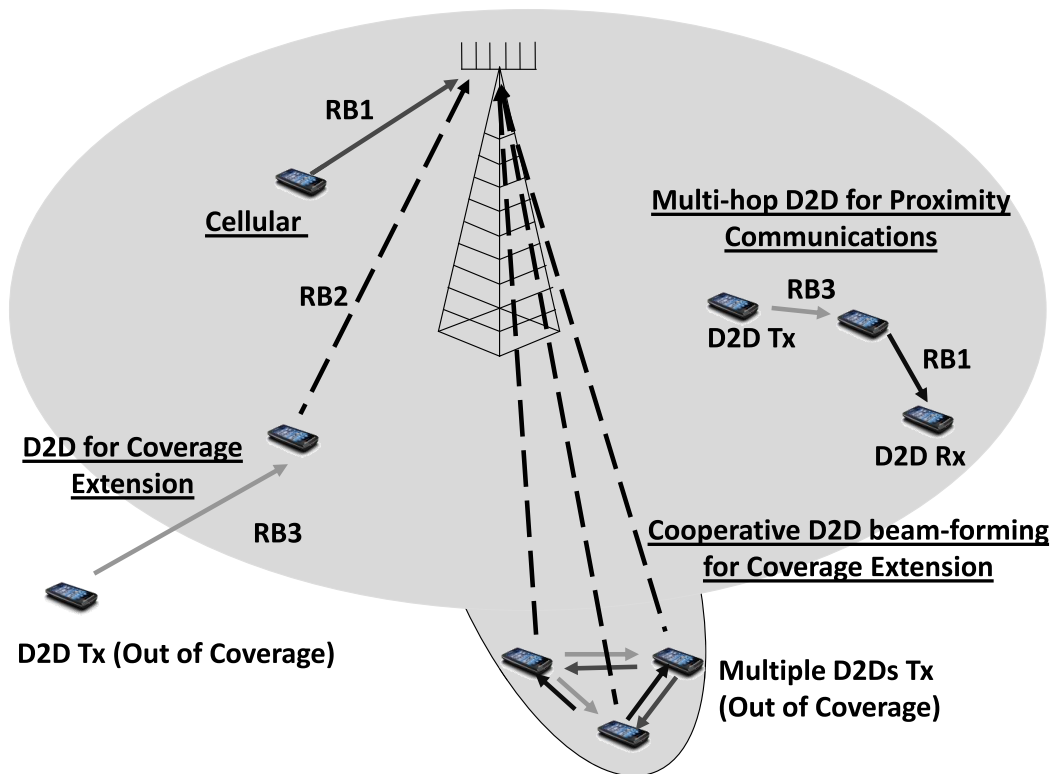 RB1
Cellular
Multi-hop D2D for Proximity
Communications
RB2
RB3
D2D Tx
RB1
D2D Rx
D2D for Coverage
Extension
RB3
Cooperative D2D beam-forming
for Coverage Extension
D2D Tx (Out of Coverage)
Multiple D2Ds Tx
(Out of Coverage)